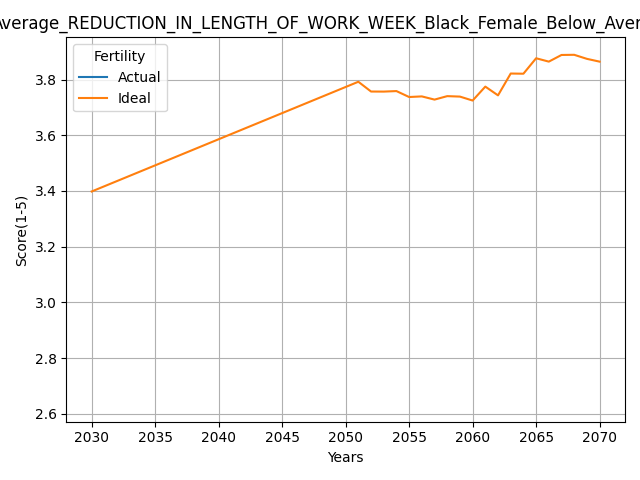 verage_REDUCTION_IN_LENGTH_OF_WORK_WEEK_Black_Female_Below_Aver
Fertility
Actual
Ideal
3.8
3.6
3.4
3.2
3.0
2.8
2.6
Score(1-5)
2030 2035 2040 2045 2050 2055 2060 2065 2070
Years